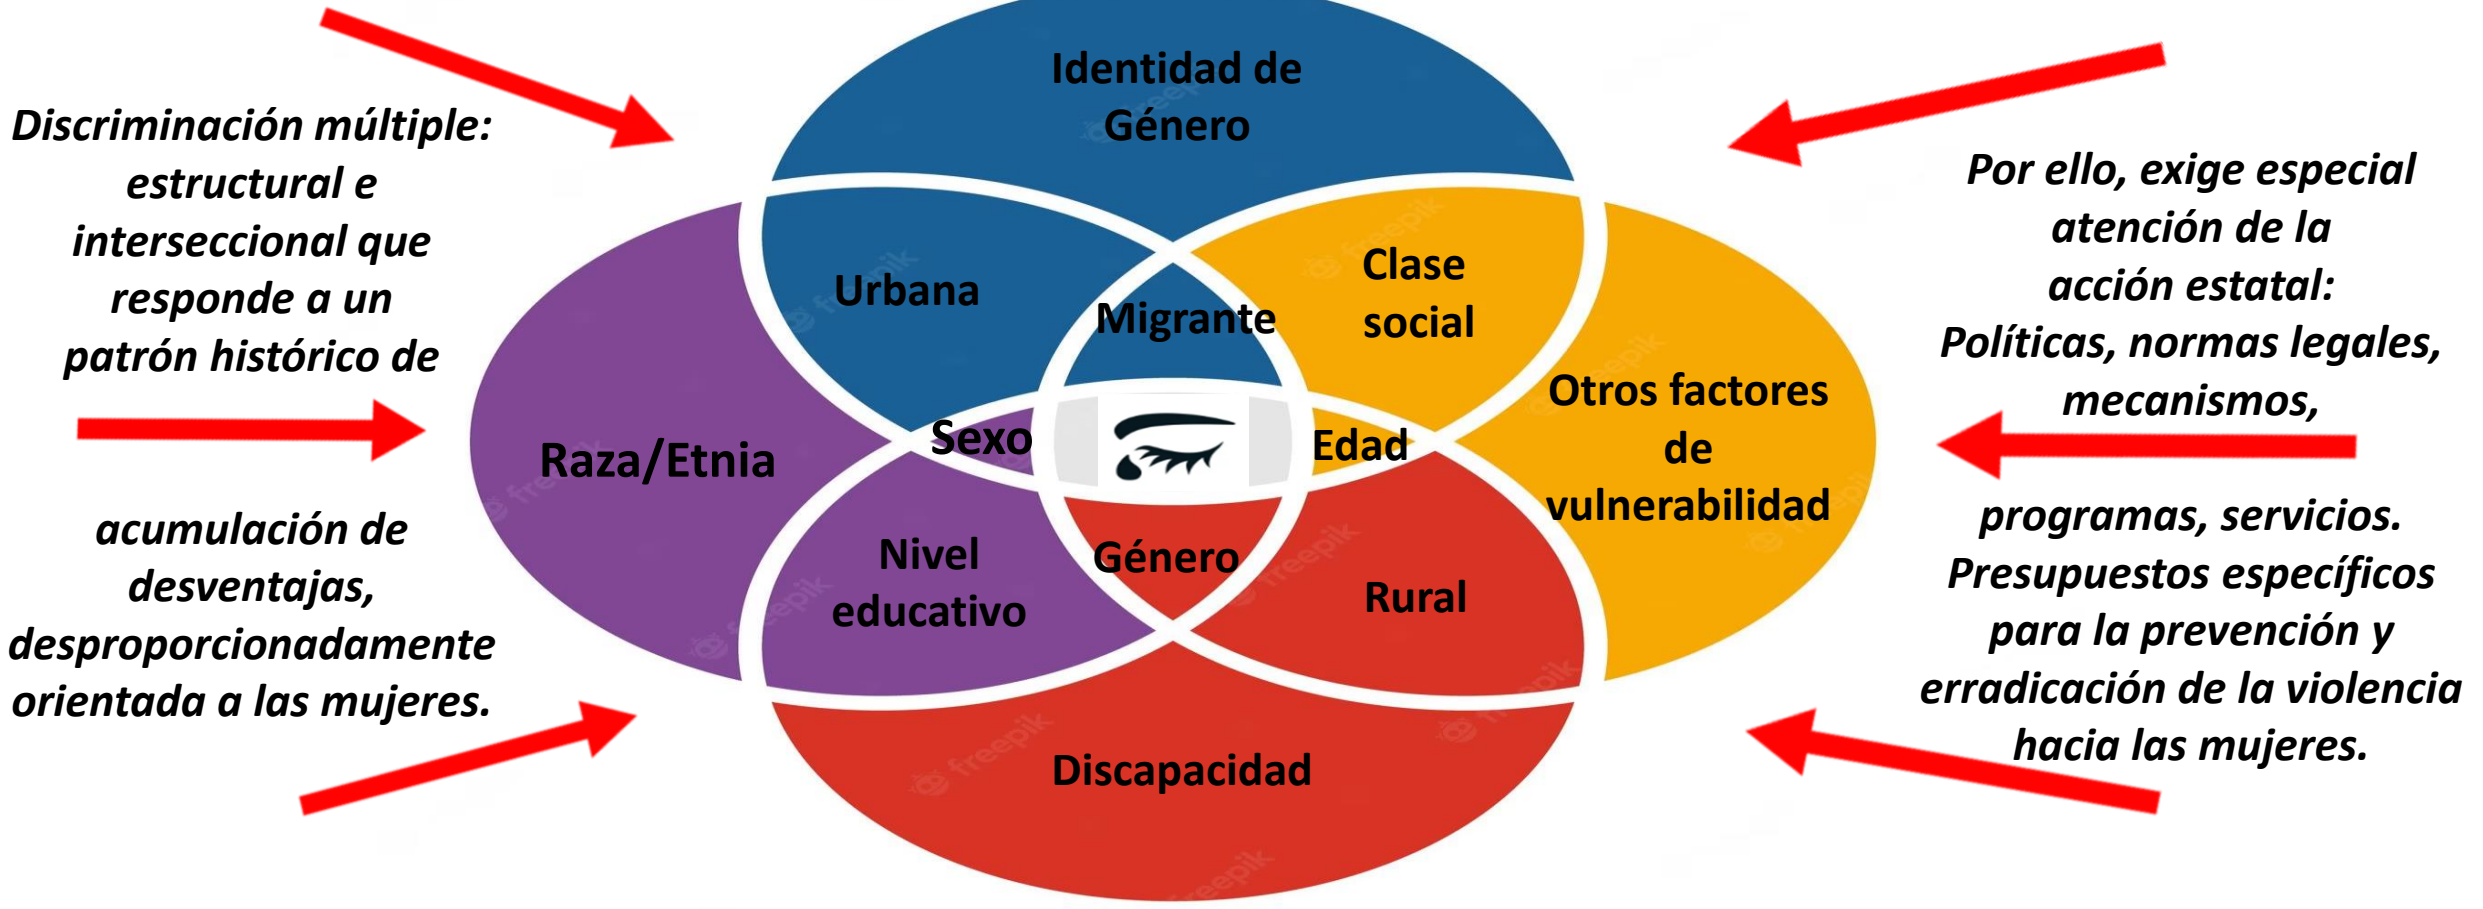 Discriminación múltiple:
estructural e
interseccional que
responde a un
patrón histórico de
acumulación de
desventajas,
desproporcionadamente
orientada a las mujeres.
Identidad de
Género
Urbana
Migrante
Clase
social
Raza/Etnia
Sexo
Edad
Otros factores
de
vulnerabilidad
Nivel
educativo
Género
Rural
Discapacidad
Por ello, exige especial
atención de la
acción estatal:
Políticas, normas legales,
mecanismos,
programas, servicios.
Presupuestos específicos
para la prevención y
erradicación de la violencia
hacia las mujeres.
freepik